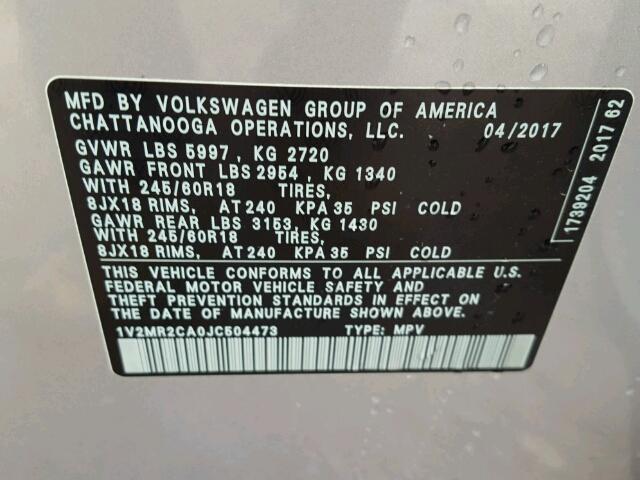 MFD BY VOLKSWAGEN GROUP OF AMERICA
CHATTANOOGA OPERATIONS, LLC. 04/2017
GVWR LBS 5997 , KG 2720
GAWR FRONT LBS 2954 , KG 1340
WITH 245/60R18 TIRES,
8JX18 RIMS, AT 240 KPA 35 PSI COLD
GAWR REAR LBS 3153, KG 1430
WITH 245/60R18 TIRES,
8JX18 RIMS, AT 240 KPA 35 PSI COLD
THIS VEHICLE CONFORMS TO ALL APPLICABLE U.S.
FEDERAL MOTOR VEHICLE SAFETY AND
THEFT PREVENTION STANDARDS IN EFFECT ON
THE DATE OF MANUFACTURE SHOWN ABOVE.
1V2MR2CA0JC504473 TYPE: MPV
1739204 2017 62